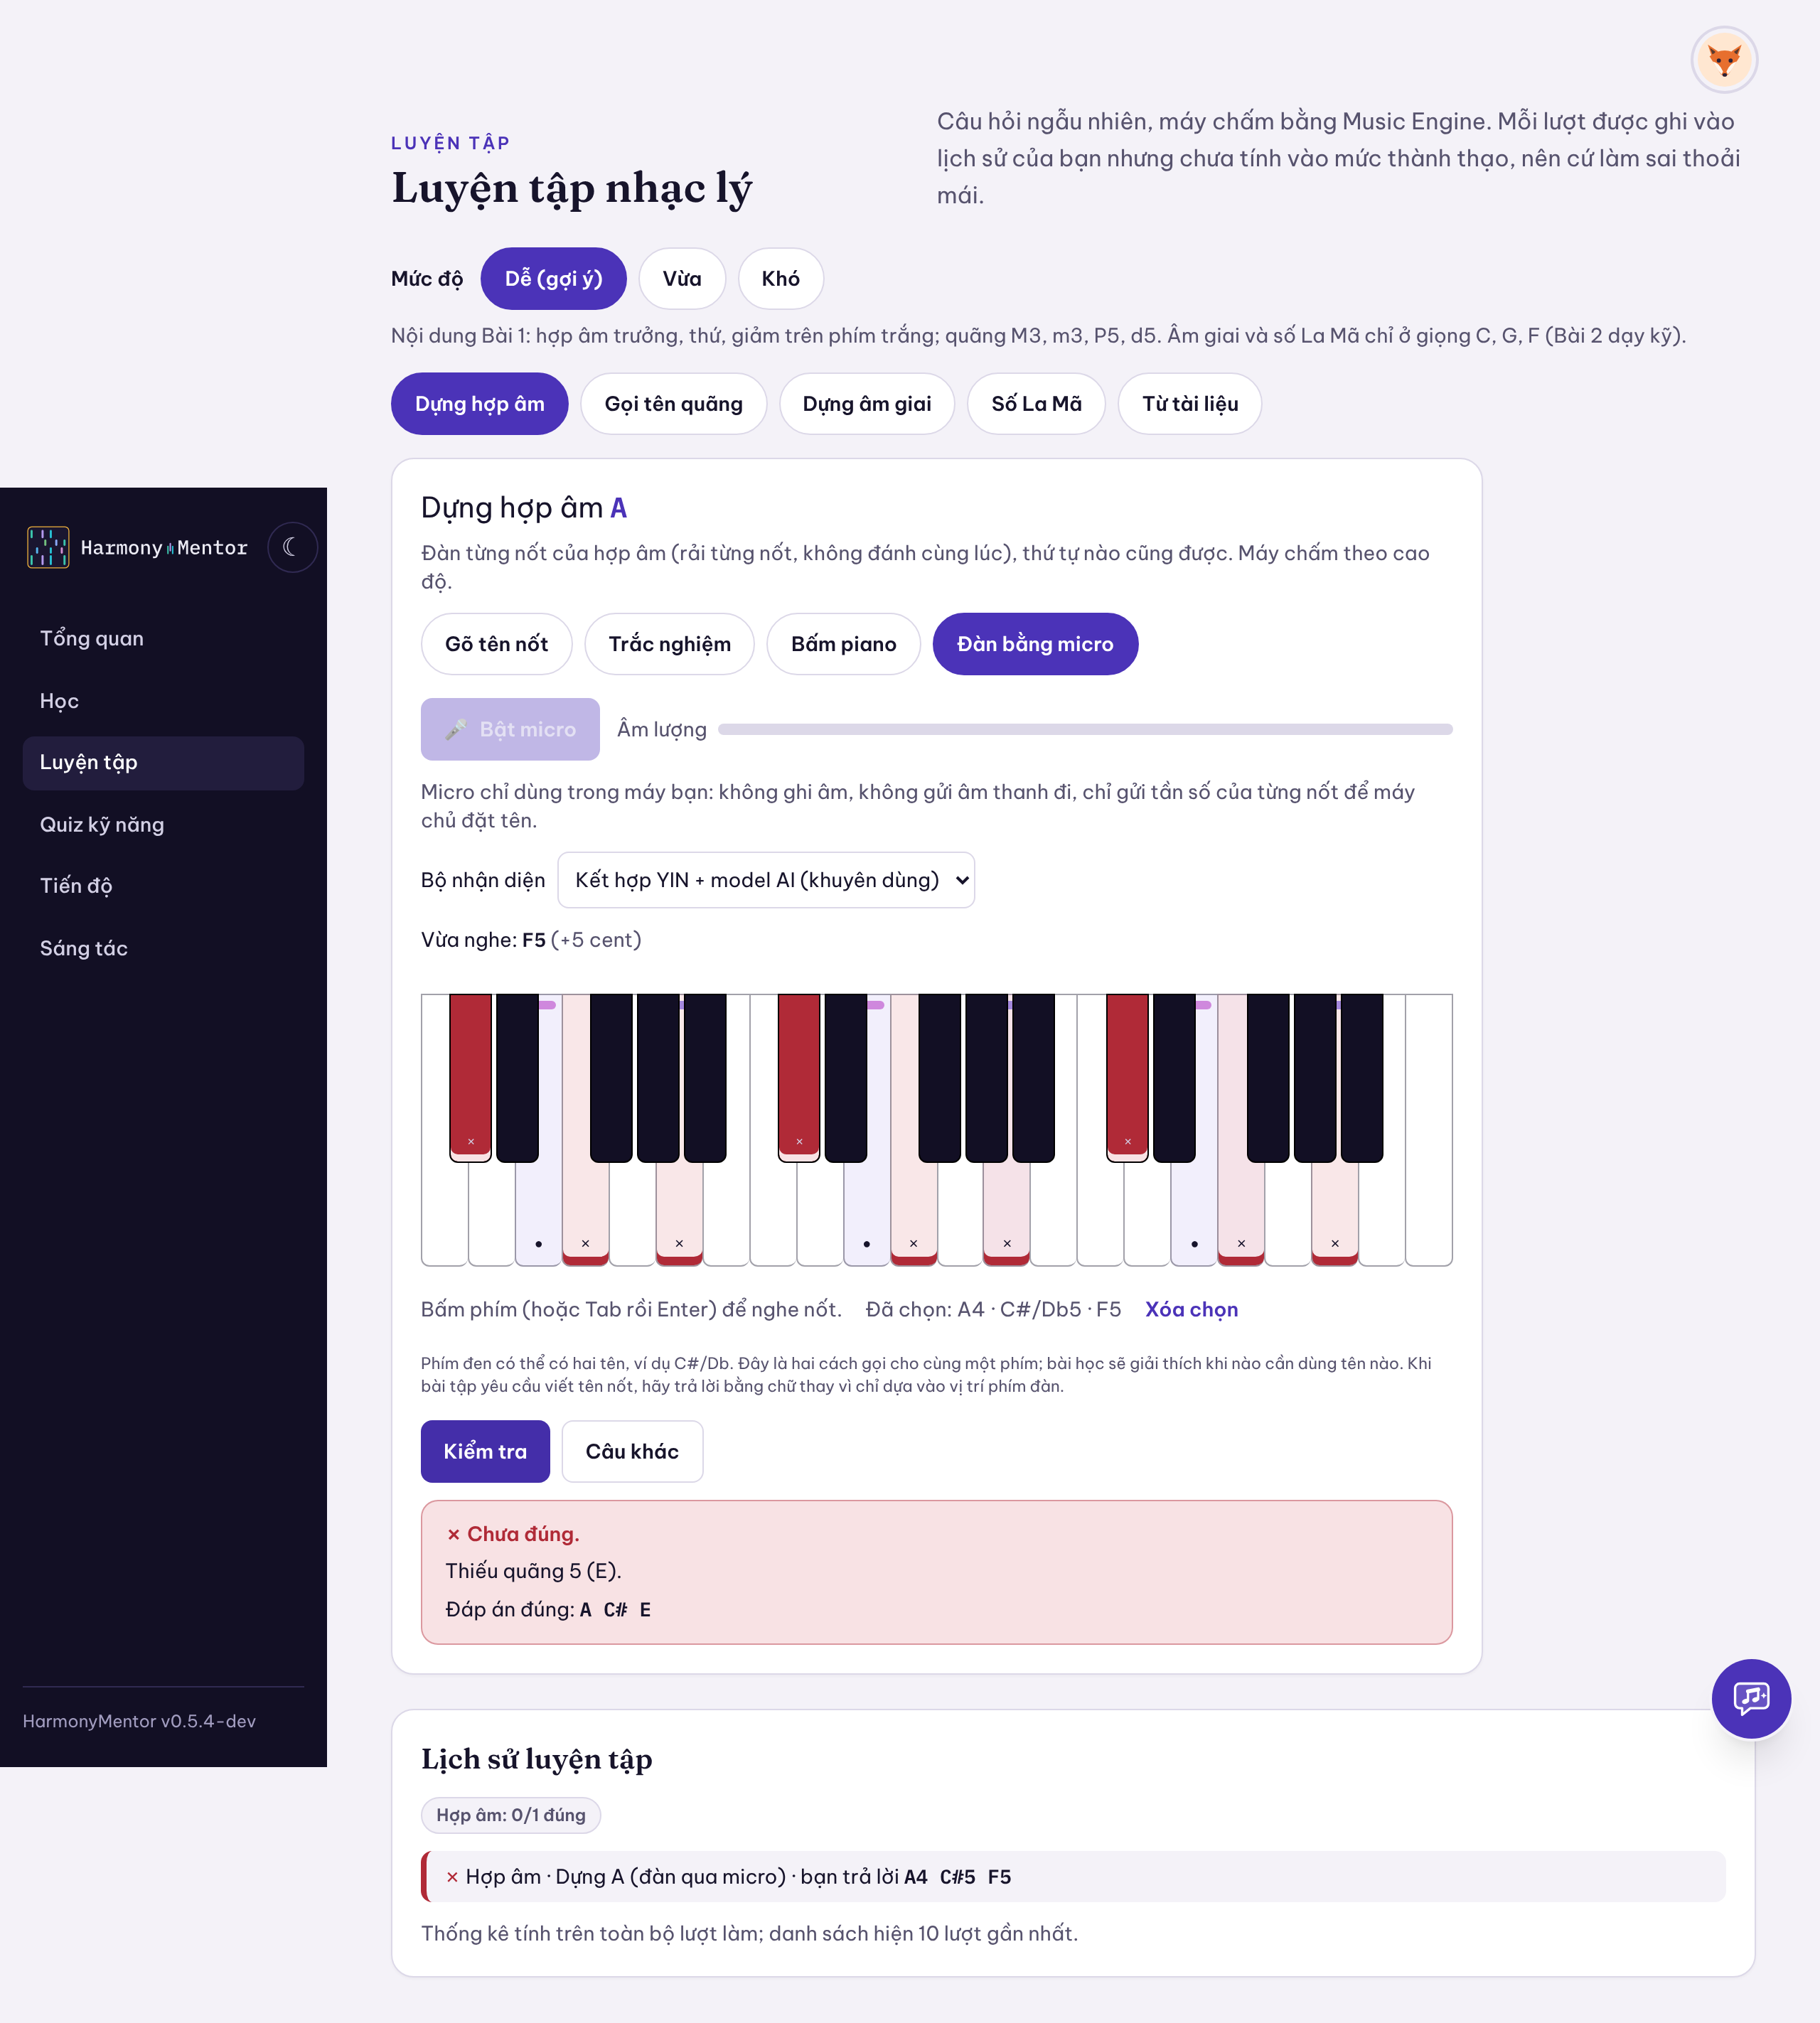 LUYỆN TẬP
Luyện tập nhạc lý
Câu hỏi ngẫu nhiên, máy chấm bằng Music Engine. Mỗi lượt được ghi vào
lịch sử của bạn nhưng chưa tính vào mức thành thạo, nên cứ làm sai thoải
mái.
Mức độ
Dễ (gợi ý)
Vừa
Khó
Nội dung Bài 1: hợp âm trưởng, thứ, giảm trên phím trắng; quãng M3, m3, P5, d5. Âm giai và số La Mã chỉ ở giọng C, G, F (Bài 2 dạy kỹ).
Dựng hợp âm
Gọi tên quãng
Dựng âm giai
Số La Mã
Từ tài liệu
Harmony Mentor
Tổng quan
Học
Luyện tập
Quiz kỹ năng
Tiến độ
Sáng tác
HarmonyMentor v0.5.4-dev
Dựng hợp âm A
Đàn từng nốt của hợp âm (rải từng nốt, không đánh cùng lúc), thứ tự nào cũng được. Máy chấm theo cao
độ.
Gõ tên nốt
Trắc nghiệm
Bấm piano
Đàn bằng micro
🎤 Bật micro
Âm lượng
Micro chỉ dùng trong máy bạn: không ghi âm, không gửi âm thanh đi, chỉ gửi tần số của từng nốt để máy
chủ đặt tên.
Bộ nhận diện
Kết hợp YIN + model AI (khuyên dùng)
Vừa nghe: F5 (+5 cent)
× × ×
• × × • × × • × ×
Bấm phím (hoặc Tab rồi Enter) để nghe nốt. Đã chọn: A4 · C#/Db5 · F5 Xóa chọn
Phím đen có thể có hai tên, ví dụ C#/Db. Đây là hai cách gọi cho cùng một phím; bài học sẽ giải thích khi nào cần dùng tên nào. Khi
bài tập yêu cầu viết tên nốt, hãy trả lời bằng chữ thay vì chỉ dựa vào vị trí phím đàn.
Kiểm tra
Câu khác
× Chưa đúng.
Thiếu quãng 5 (E).
Đáp án đúng: A C# E
Lịch sử luyện tập
Hợp âm: 0/1 đúng
× Hợp âm · Dựng A (đàn qua micro) · bạn trả lời A4 C#5 F5
Thống kê tính trên toàn bộ lượt làm; danh sách hiện 10 lượt gần nhất.